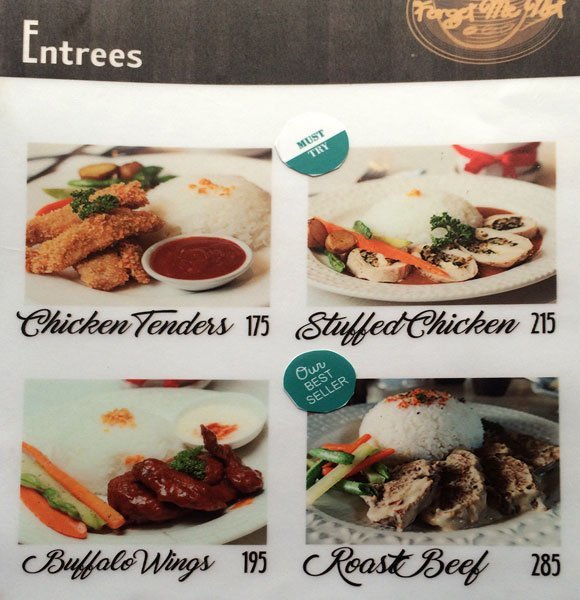 Forget Me Not
Entrees
MUST
TRY
Chicken Tenders 175
Stuffed Chicken 215
Our
BEST
SELLER
Buffalo Wings 195
Roast Beef 285